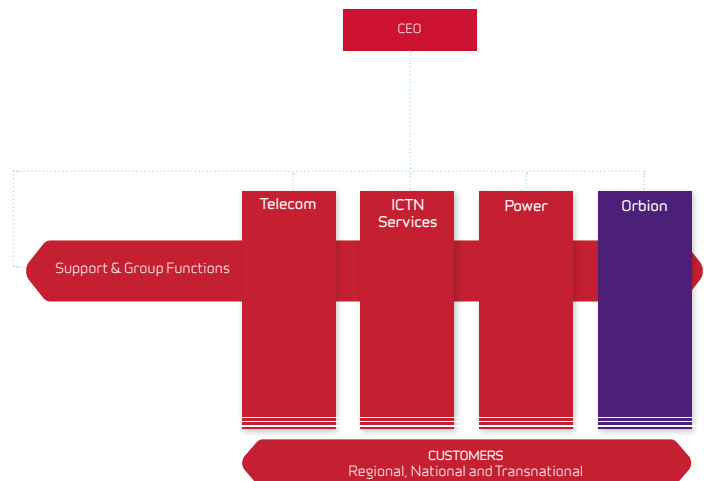 CEO
Telecom
ICTN
Services
Power
Orbion
Support & Group Functions
CUSTOMERS
Regional, National and Transnational